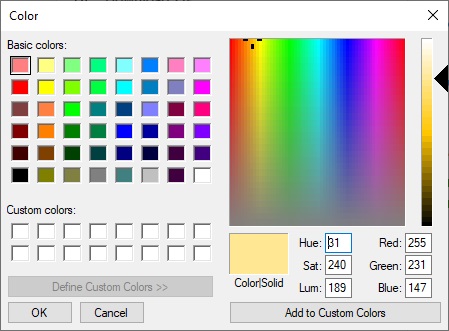 Color
Basic colors:
Custom colors:
Define Custom Colors >>
OK
Cancel
Color|Solid
Hue: 31
Sat: 240
Lum: 189
Red: 255
Green: 231
Blue: 147
Add to Custom Colors